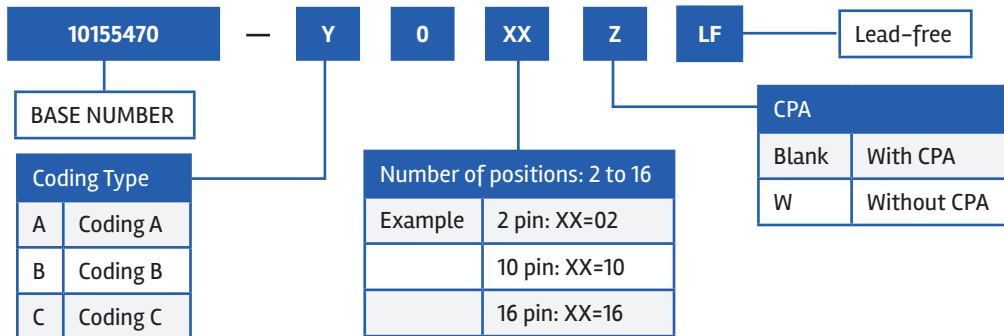 10155470 — Y 0 XX Z LF Lead-free
BASE NUMBER
Coding Type
A Coding A
B Coding B
C Coding C
Number of positions: 2 to 16
Example 2 pin: XX=02
10 pin: XX=10
16 pin: XX=16
CPA
Blank With CPA
W Without CPA